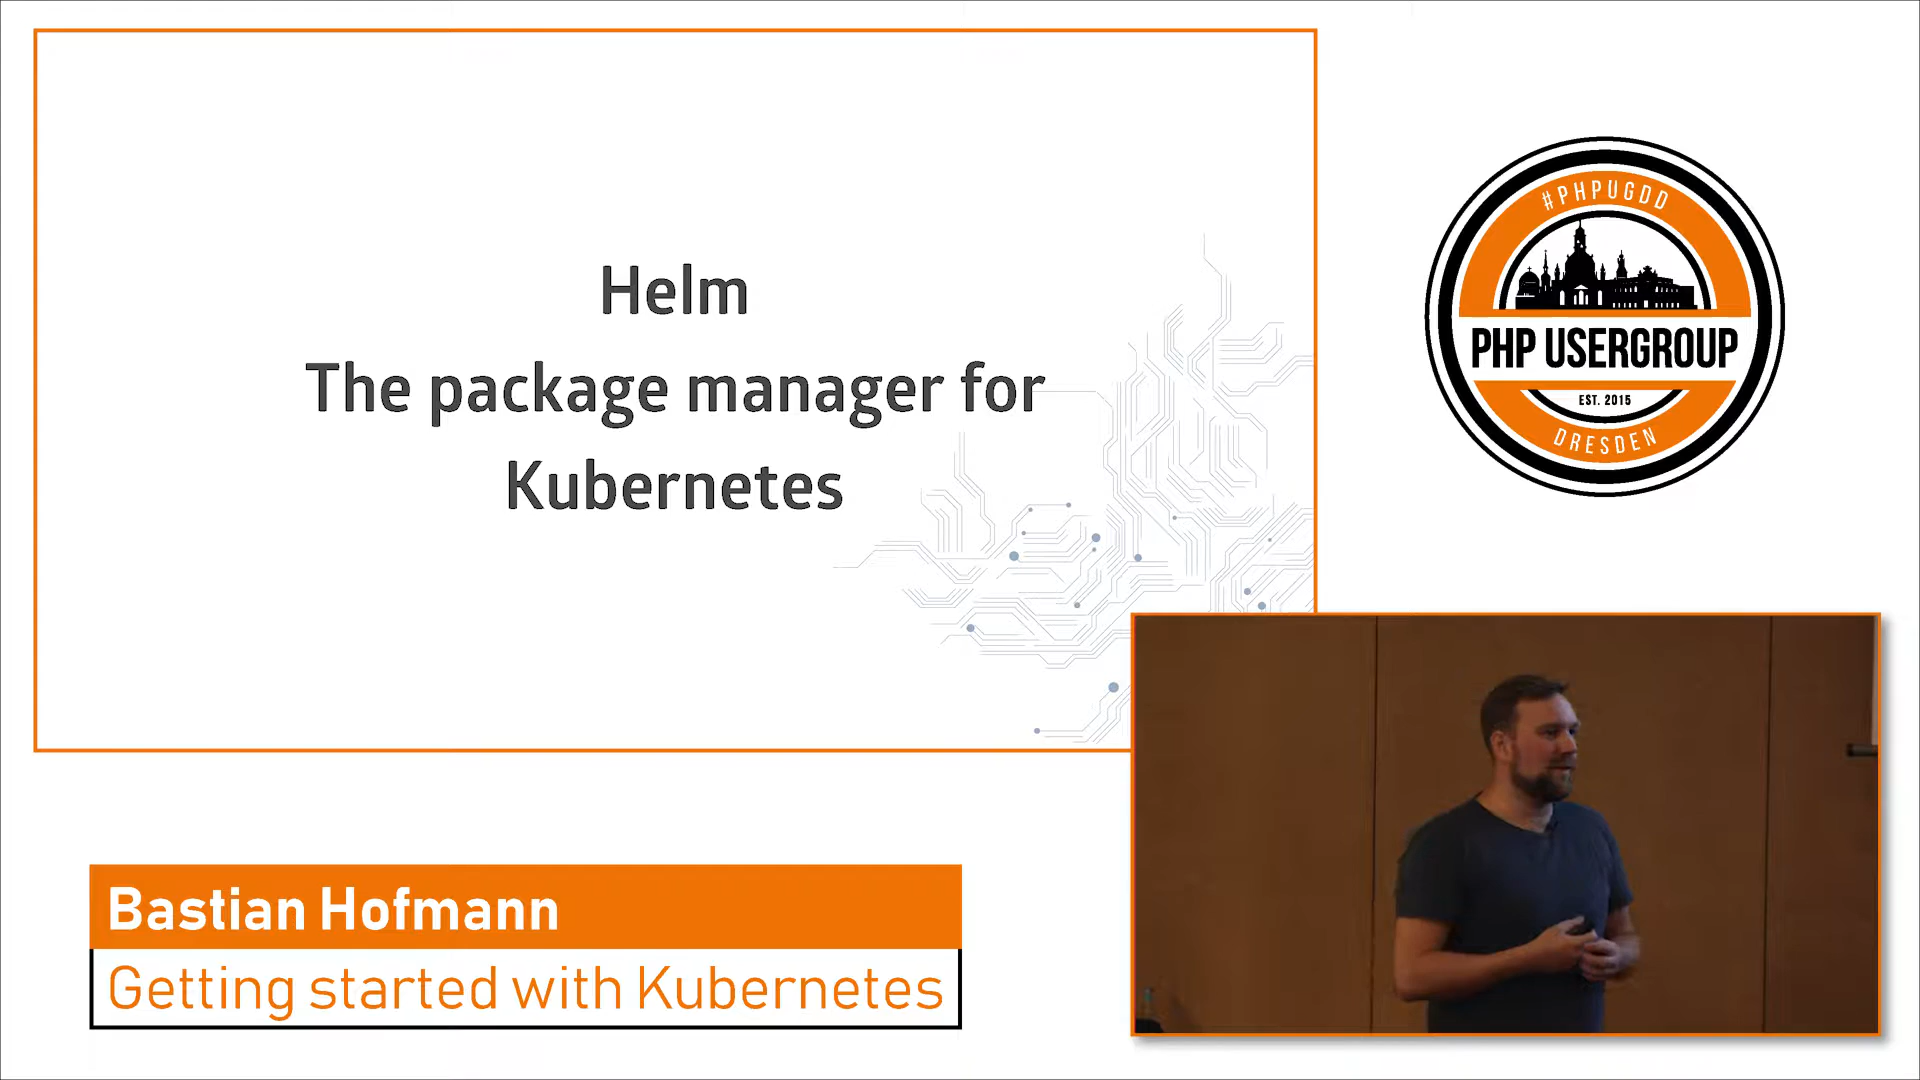 Helm
The package manager for
Kubernetes
#PHPUGDD
PHP USERGROUP
EST. 2015
DRESDEN
Bastian Hofmann
Getting started with Kubernetes